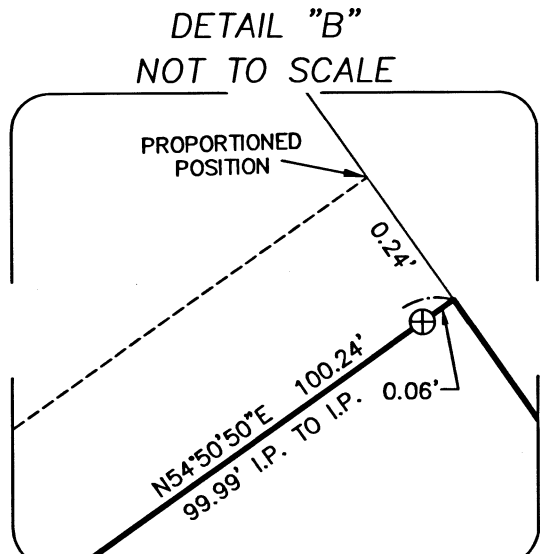 DETAIL "B"
NOT TO SCALE
PROPORTIONED
POSITION
0.24'
N54°50'50"E 100.24'
99.99' I.P. TO I.P.
0.06'